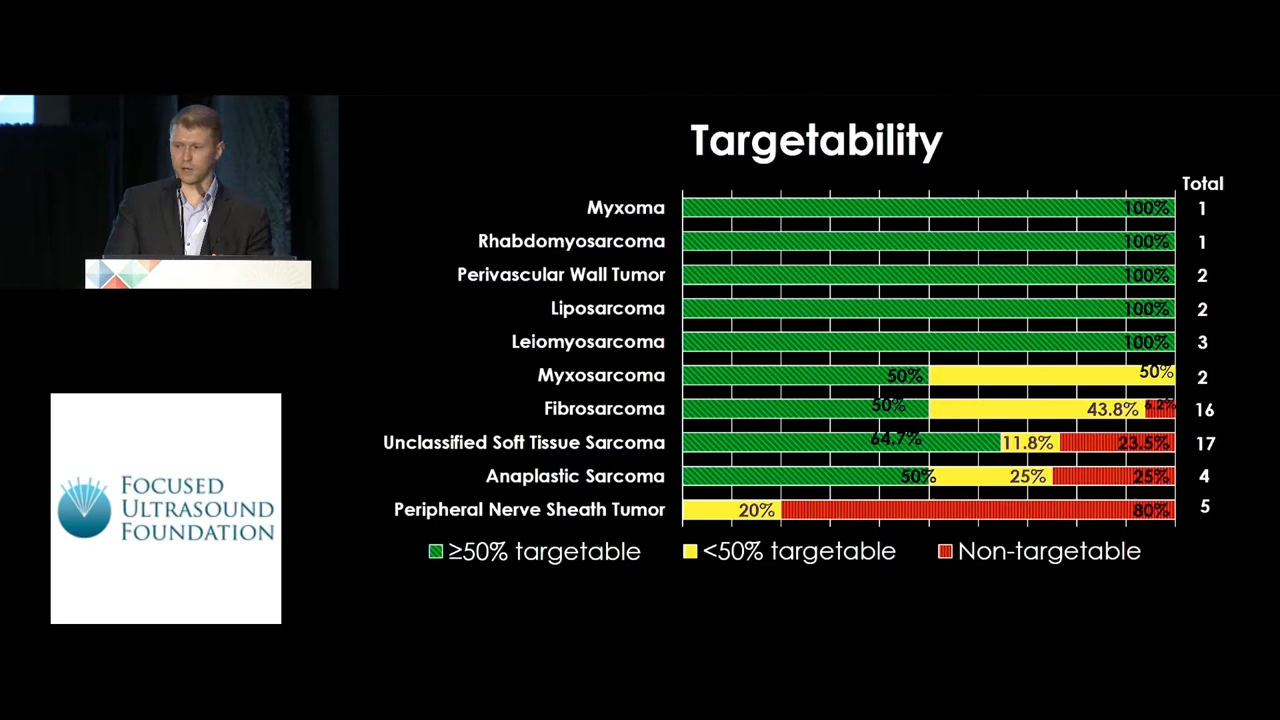 Targetability
Total
Myxoma 100% 1
Rhabdomyosarcoma 100% 1
Perivascular Wall Tumor 100% 2
Liposarcoma 100% 2
Leiomyosarcoma 100% 3
Myxosarcoma 50% 50% 2
Fibrosarcoma 50% 43.8% 6.2% 16
Unclassified Soft Tissue Sarcoma 64.7% 11.8% 23.5% 17
Anaplastic Sarcoma 50% 25% 25% 4
Peripheral Nerve Sheath Tumor 20% 80% 5
≥50% targetable <50% targetable Non-targetable
FOCUSED
ULTRASOUND
FOUNDATION